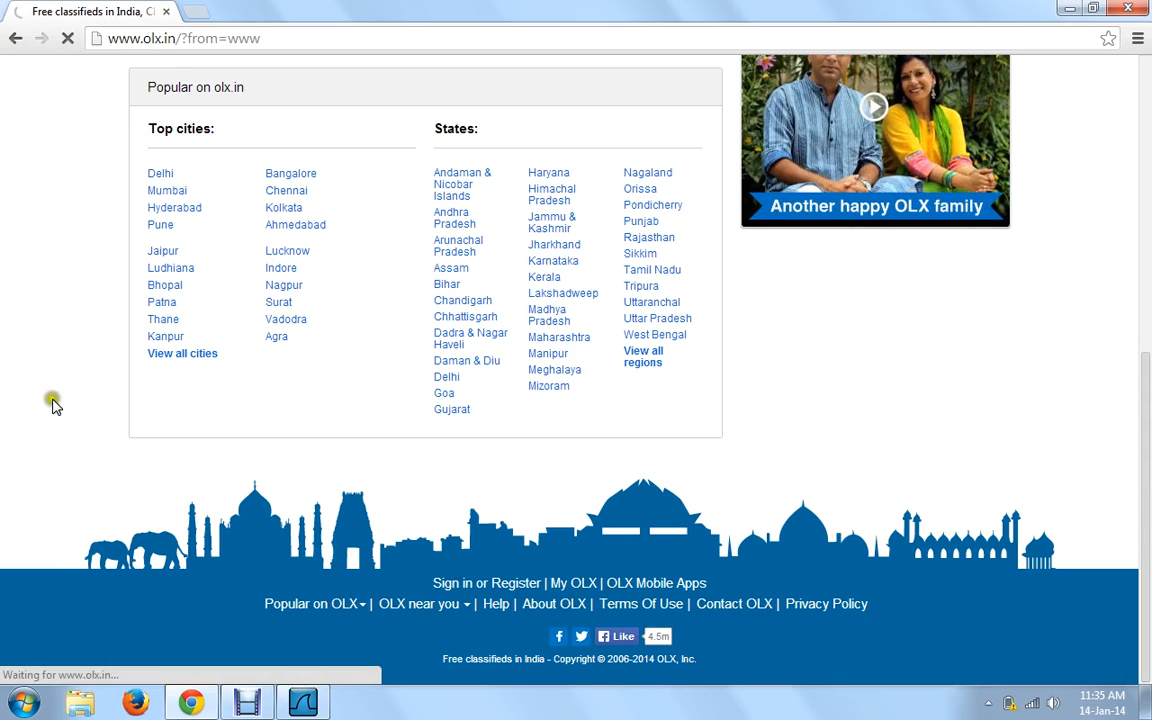 Free classifieds in India, Cl
www.olx.in/?from=www
Popular on olx.in
Top cities:
Delhi
Mumbai
Hyderabad
Pune
Jaipur
Ludhiana
Bhopal
Patna
Thane
Kanpur
View all cities
Bangalore
Chennai
Kolkata
Ahmedabad
Lucknow
Indore
Nagpur
Surat
Vadodra
Agra
States:
Andaman &
Nicobar
Islands
Andhra
Pradesh
Arunachal
Pradesh
Assam
Bihar
Chandigarh
Chhattisgarh
Dadra & Nagar
Haveli
Daman & Diu
Delhi
Goa
Gujarat
Haryana
Himachal
Pradesh
Jammu &
Kashmir
Jharkhand
Karnataka
Kerala
Lakshadweep
Madhya
Pradesh
Maharashtra
Manipur
Meghalaya
Mizoram
Nagaland
Orissa
Pondicherry
Punjab
Rajasthan
Sikkim
Tamil Nadu
Tripura
Uttaranchal
Uttar Pradesh
West Bengal
View all
regions
Another happy OLX family
Sign in or Register | My OLX | OLX Mobile Apps
Popular on OLX | OLX near you | Help | About OLX | Terms Of Use | Contact OLX | Privacy Policy
Like 4.5m
Free classifieds in India - Copyright © 2006-2014 OLX, Inc.
Waiting for www.olx.in...
11:35 AM
14-Jan-14